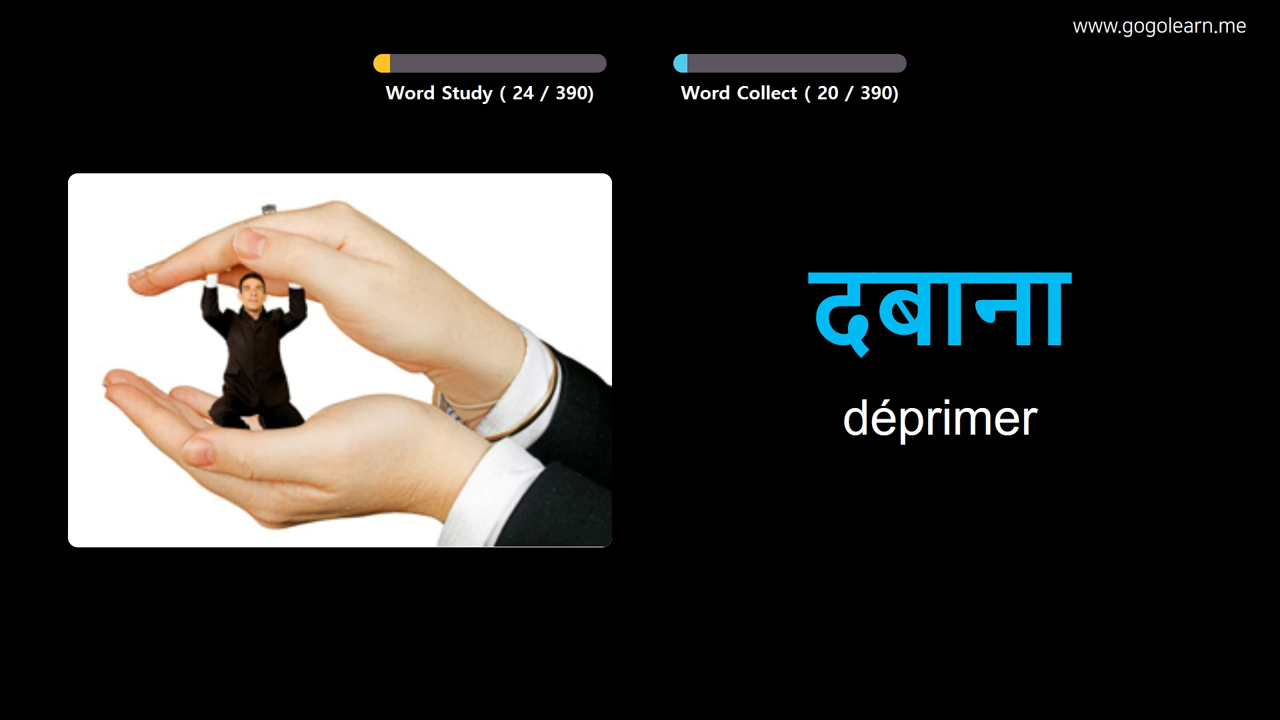 www.gogolearn.me
Word Study ( 24 / 390)
Word Collect ( 20 / 390)
दबाना
déprimer